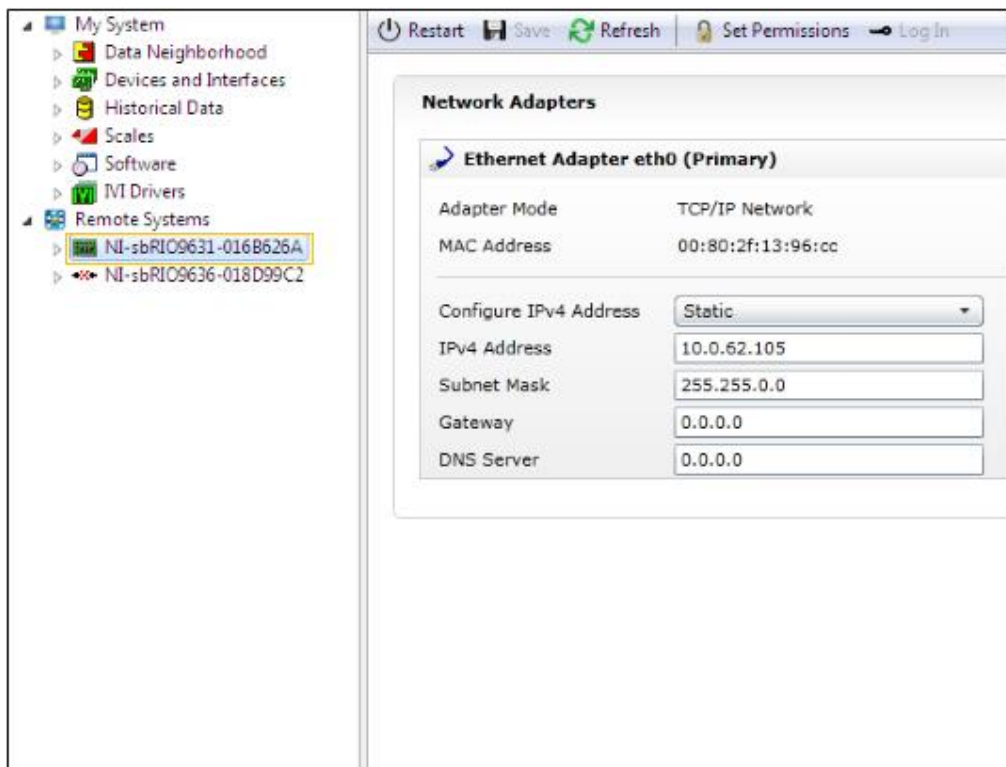 My System
Data Neighborhood
Devices and Interfaces
Historical Data
Scales
Software
IVI Drivers
Remote Systems
NI-sbRIO9631-016B626A
NI-sbRIO9636-018D99C2
Restart Save Refresh Set Permissions Log In
Network Adapters
Ethernet Adapter eth0 (Primary)
Adapter Mode TCP/IP Network
MAC Address 00:80:2f:13:96:cc
Configure IPv4 Address Static
IPv4 Address 10.0.62.105
Subnet Mask 255.255.0.0
Gateway 0.0.0.0
DNS Server 0.0.0.0